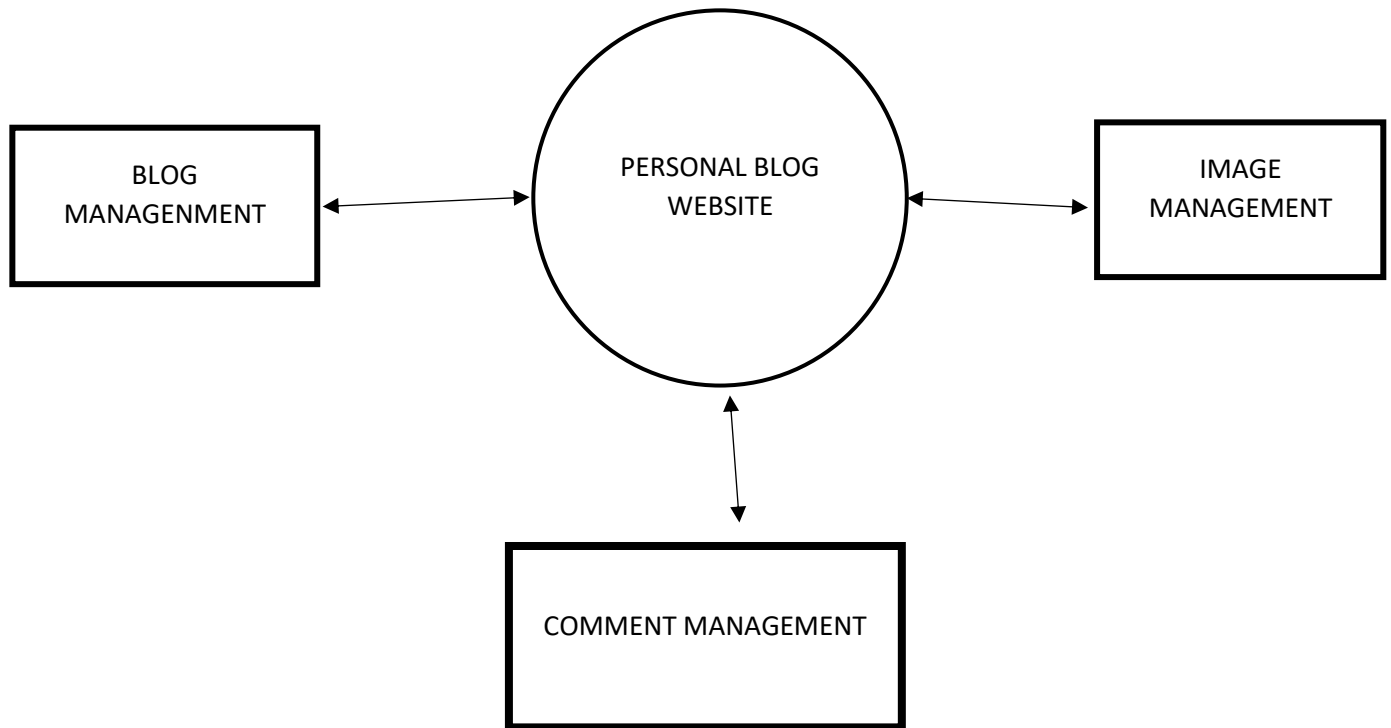 BLOG
MANAGENMENT
PERSONAL BLOG
WEBSITE
IMAGE
MANAGEMENT
COMMENT MANAGEMENT